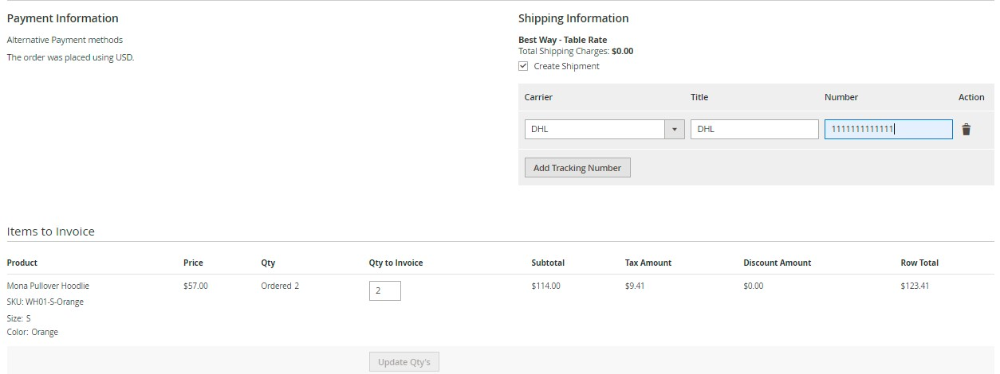 Payment Information
Alternative Payment methods
The order was placed using USD.
Shipping Information
Best Way - Table Rate
Total Shipping Charges: $0.00
Create Shipment
Carrier Title Number Action
DHL DHL 1111111111111
Add Tracking Number
Items to Invoice
Product Price Qty Qty to Invoice Subtotal Tax Amount Discount Amount Row Total
Mona Pullover Hoodlie $57.00 Ordered 2 2 $114.00 $9.41 $0.00 $123.41
SKU: WH01-S-Orange
Size: S
Color: Orange
Update Qty's